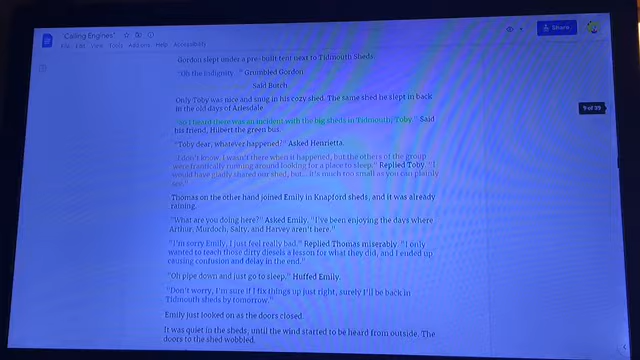 "Calling Engines"
File Edit View Tools Add-ons Help Accessibility
Share
9 of 39
Gordon slept under a pre-built tent next to Tidmouth Sheds.
"Oh the indignity..." Grumbled Gordon.
Said Butch.
Only Toby was nice and snug in his cozy shed. The same shed he slept in back
in the old days of Arlesdale.
"So I heard there was an incident with the big sheds in Tidmouth, Toby." Said
his friend, Hubert the green bus.
"Toby dear, whatever happened?" Asked Henrietta.
"I don't know. I wasn't there when it happened, but the others of the group
were frantically running around looking for a place to sleep." Replied Toby. "I
would have gladly shared our shed, but... it's much too small as you can plainly
see."
Thomas on the other hand joined Emily in Knapford sheds, and it was already
raining.
"What are you doing here?" Asked Emily. "I've been enjoying the days where
Arthur, Murdoch, Salty, and Harvey aren't here."
"I'm sorry Emily, I just feel really bad." Replied Thomas miserably. "I only
wanted to teach those dirty diesels a lesson for what they did, and I ended up
causing confusion and delay in the end."
"Oh pipe down and just go to sleep." Huffed Emily.
"Don't worry, I'm sure if I fix things up just right, surely I'll be back in
Tidmouth sheds by tomorrow."
Emily just looked on as the doors closed.
It was quiet in the sheds, until the wind started to be heard from outside. The
doors to the shed wobbled.